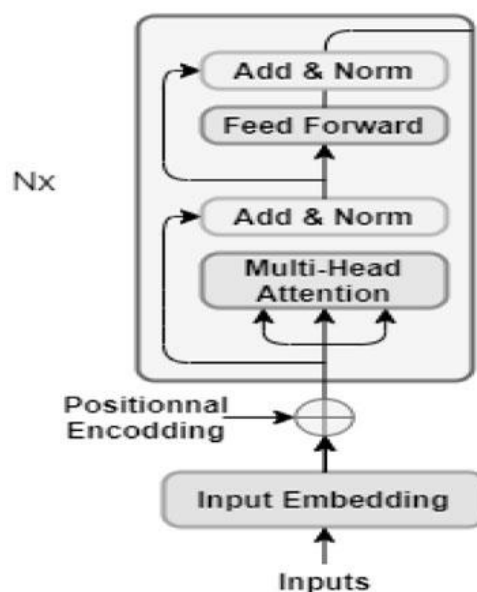 Add & Norm
Feed Forward
Nx
Add & Norm
Multi-Head
Attention
Positionnal
Encodding
Input Embedding
Inputs